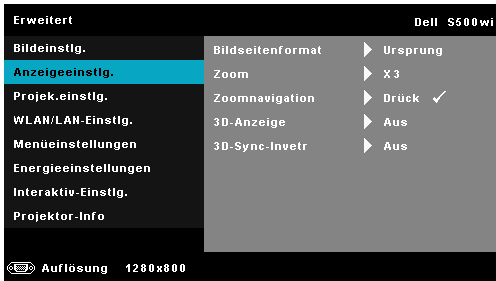 Erweitert Dell S500wi
Bildeinstlg.
Anzeigeeinstlg.
Projek.einstlg.
WLAN/LAN-Einstlg.
Menüeinstellungen
Energieeinstellungen
Interaktiv-Einstlg.
Projektor-Info
Bildseitenformat Ursprung
Zoom X3
Zoomnavigation Drück ✓
3D-Anzeige Aus
3D-Sync-Invetr Aus
Auflösung 1280x800